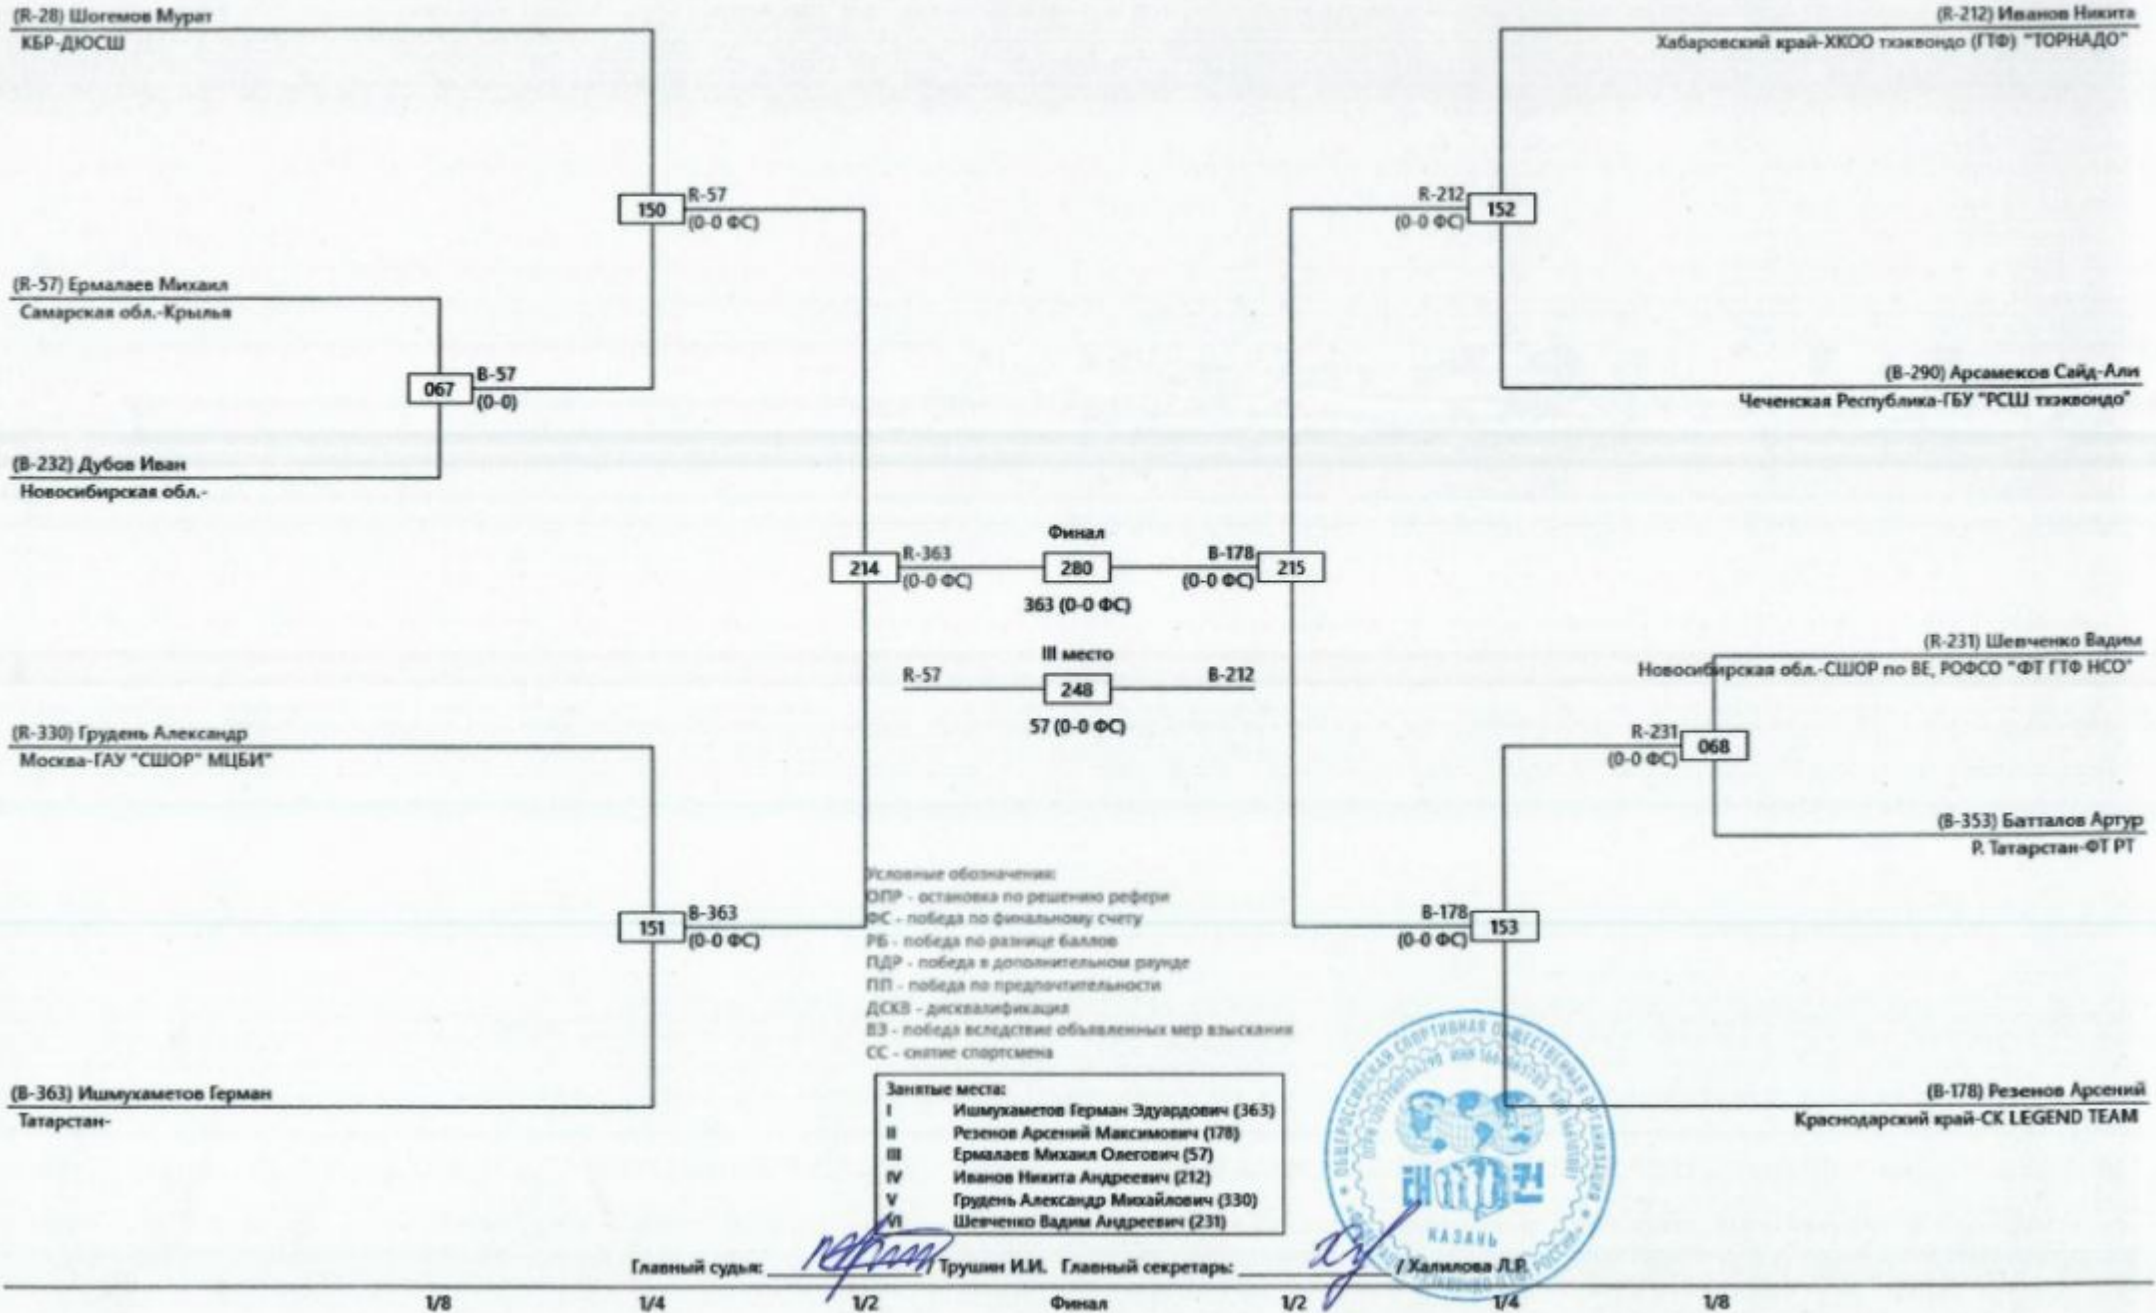 (R-28) Шогемов Мурат
КБР-ДЮСШ
(R-212) Иванов Никита
Хабаровский край-ХКОО тхэквондо (ГТФ) "ТОРНАДО"
150
R-57
(0-0 ФС)
R-212
(0-0 ФС)
152
(R-57) Ермалаев Михаил
Самарская обл.-Крылья
067
B-57
(0-0)
(B-290) Арсамеков Сайд-Али
Чеченская Республика-ГБУ "РСШ тхэквондо"
(B-232) Дубов Иван
Новосибирская обл.-
Финал
214
R-363
(0-0 ФС)
280
B-178
(0-0 ФС)
215
363 (0-0 ФС)
III место
R-57
248
B-212
57 (0-0 ФС)
(R-231) Шевченко Вадим
Новосибирская обл.-СШОР по ВЕ, РОФСО "ФТ ГТФ НСО"
(R-330) Грудень Александр
Москва-ГАУ "СШОР" МЦБИ"
R-231
(0-0 ФС)
068
(B-353) Батталов Артур
Р. Татарстан-ФТ РТ
Условные обозначения:
ОПР - остановка по решению рефери
ФС - победа по финальному счету
РБ - победа по разнице баллов
ПДР - победа в дополнительном раунде
ПП - победа по предпочтительности
ДСКВ - дисквалификация
ВЗ - победа вследствие объявленных мер взыскания
СС - снятие спортсмена
151
B-363
(0-0 ФС)
B-178
(0-0 ФС)
153
(B-363) Ишмухаметов Герман
Татарстан-
(B-178) Резенов Арсений
Краснодарский край-СК LEGEND TEAM
Занятые места:
I Ишмухаметов Герман Эдуардович (363)
II Резенов Арсений Максимович (178)
III Ермалаев Михаил Олегович (57)
IV Иванов Никита Андреевич (212)
V Грудень Александр Михайлович (330)
VI Шевченко Вадим Андреевич (231)
ОБЩЕРОССИЙСКАЯ СПОРТИВНАЯ ОБЩЕСТВЕННАЯ ОРГАНИЗАЦИЯ
КАЗАНЬ
Главный судья: / Трушин И.И. Главный секретарь: / Халилова Л.Р.
1/8 1/4 1/2 Финал 1/2 1/4 1/8